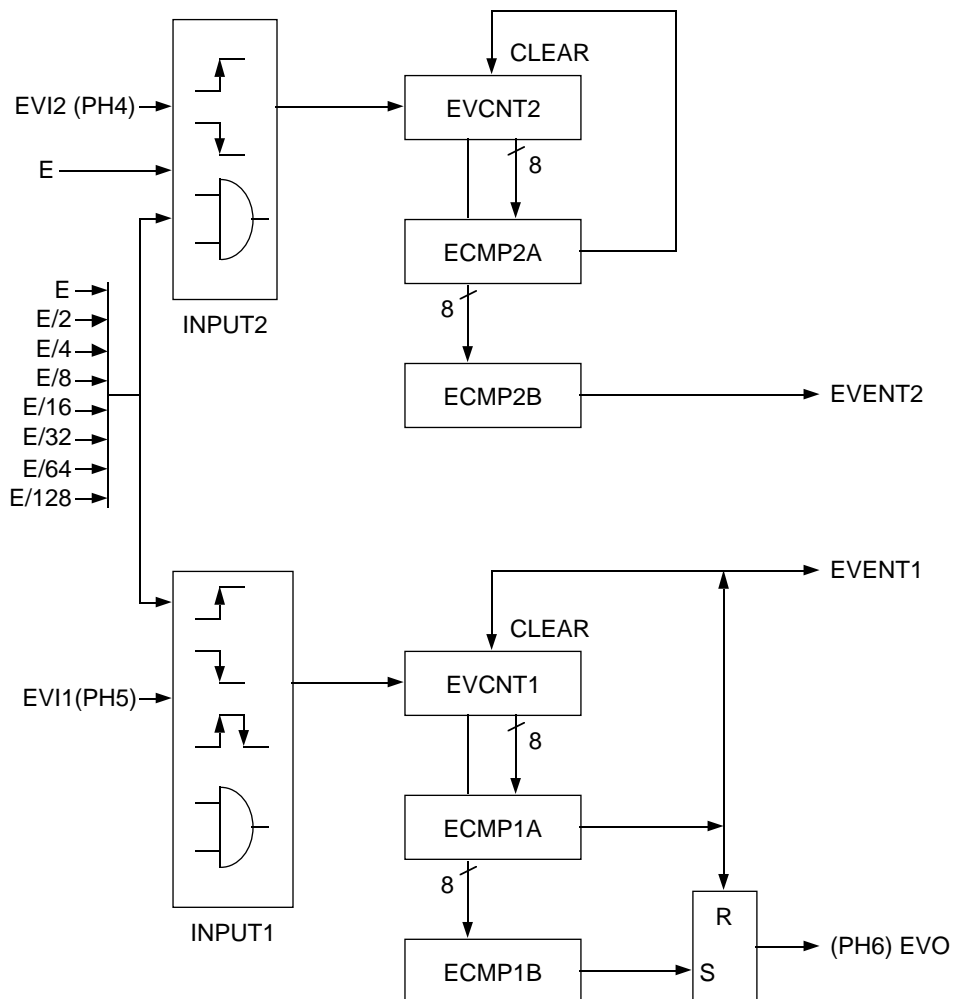 CLEAR
EVI2 (PH4)
EVCNT2
8
E
ECMP2A
E
8
INPUT2
E/2
E/4
E/8
ECMP2B
EVENT2
E/16
E/32
E/64
E/128
EVENT1
CLEAR
EVI1(PH5)
EVCNT1
8
ECMP1A
8
INPUT1
R
(PH6) EVO
ECMP1B
S